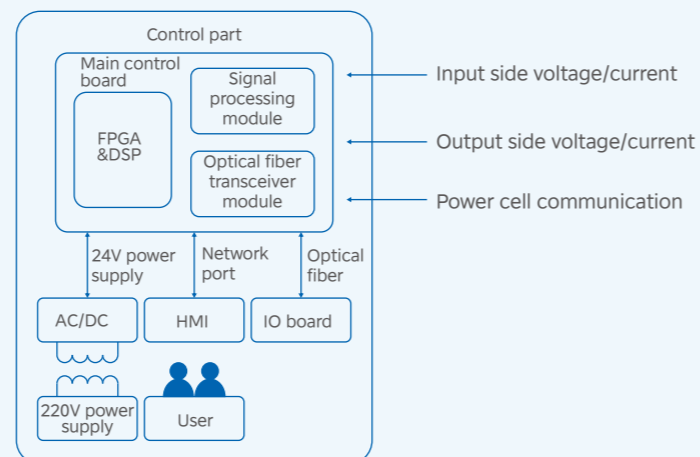 Control part
Main control
board
FPGA
&DSP
Signal
processing
module
Optical fiber
transceiver
module
Input side voltage/current
Output side voltage/current
Power cell communication
24V power
supply
Network
port
Optical
fiber
AC/DC
HMI
IO board
220V power
supply
User